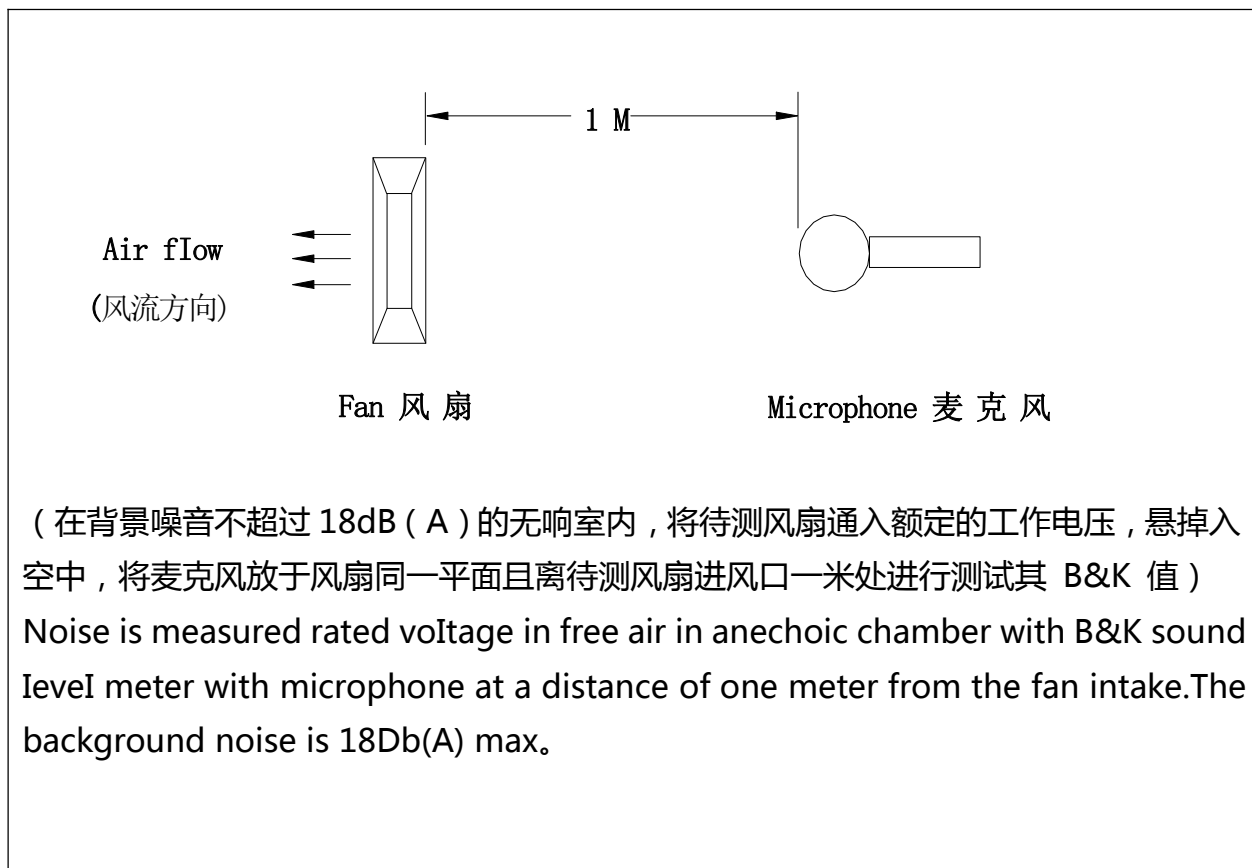 1 M
Air fIow
(风流方向)
Fan 风 扇
Microphone 麦 克 风
（在背景噪音不超过 18dB（A）的无响室内，将待测风扇通入额定的工作电压，悬掉入
空中，将麦克风放于风扇同一平面且离待测风扇进风口一米处进行测试其 B&K 值）
Noise is measured rated voItage in free air in anechoic chamber with B&K sound
IeveI meter with microphone at a distance of one meter from the fan intake.The
background noise is 18Db(A) max。